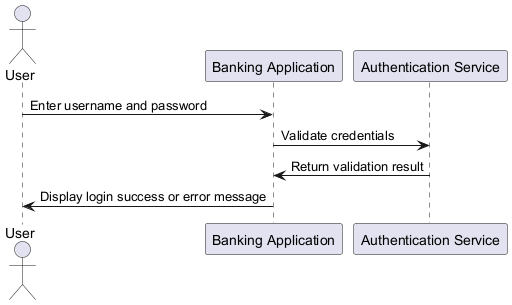 User
Banking Application
Authentication Service
Enter username and password
Validate credentials
Return validation result
Display login success or error message
User
Banking Application
Authentication Service